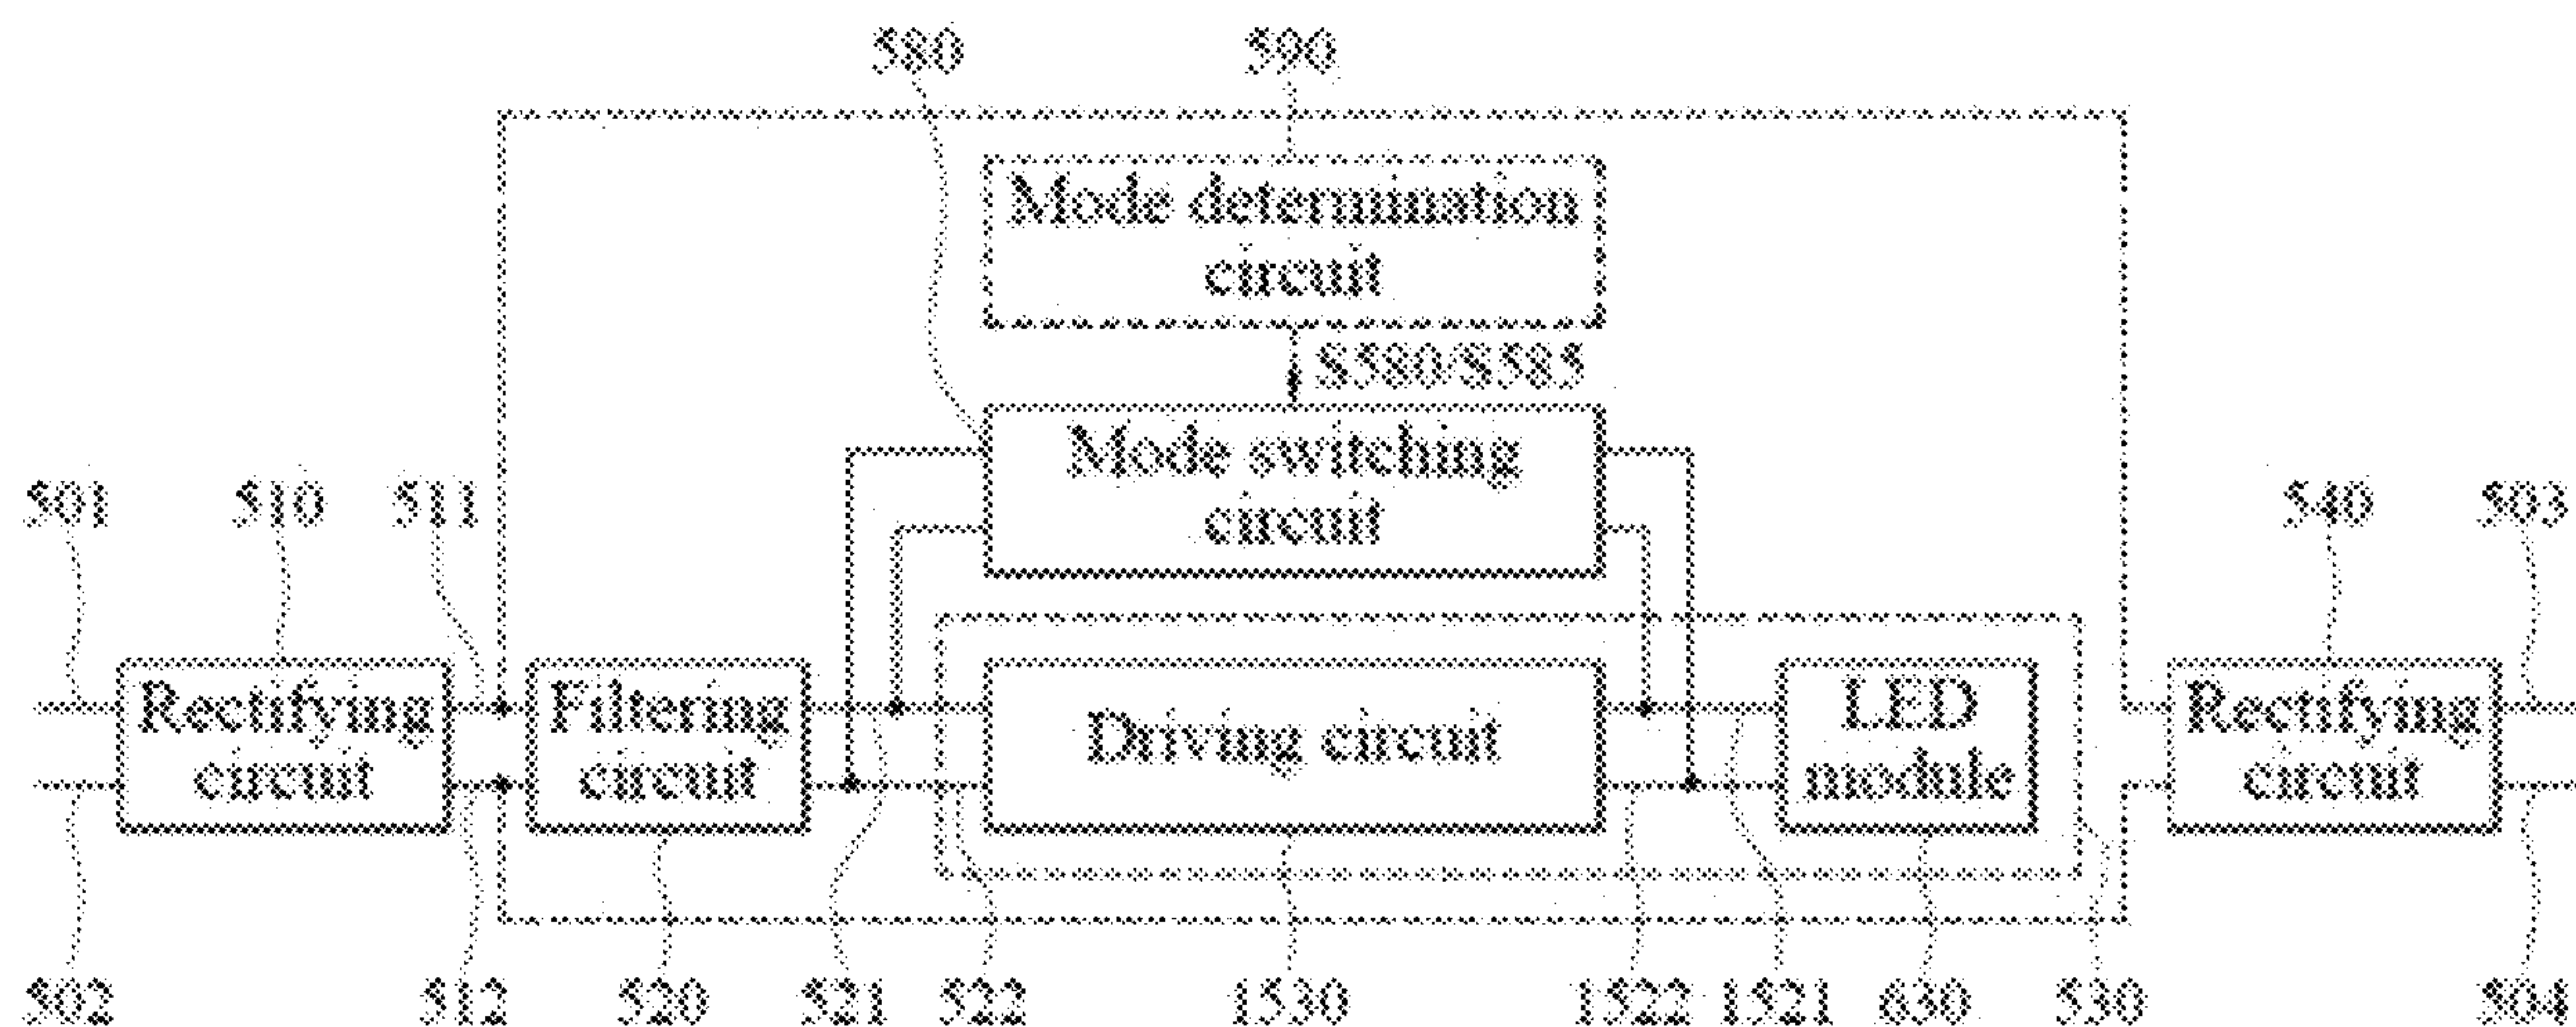 580 590
Mode determination
circuit
S580/S585
Mode switching
circuit
501 510 511 540 503
Rectifying
circuit
Filtering
circuit
Driving circuit
LED
module
Rectifying
circuit
502 512 520 521 522 1530 1522 1521 630 530 504